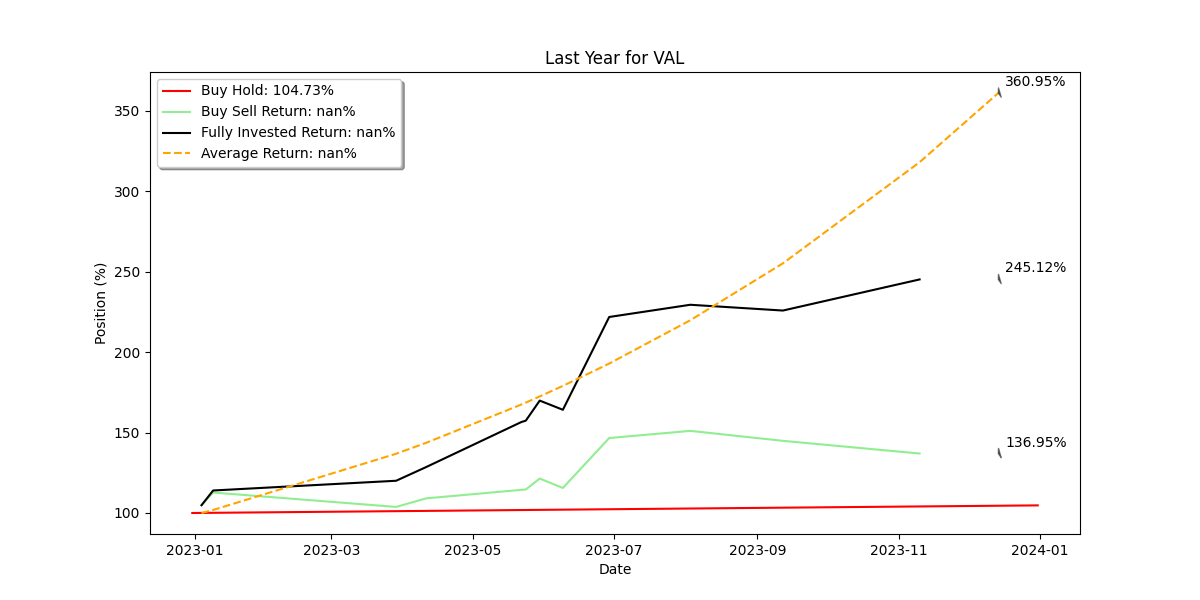 Last Year for VAL
Buy Hold: 104.73%
Buy Sell Return: nan%
Fully Invested Return: nan%
Average Return: nan%
360.95%
245.12%
136.95%
Position (%)
350
300
250
200
150
100
2023-01
2023-03
2023-05
2023-07
2023-09
2023-11
2024-01
Date